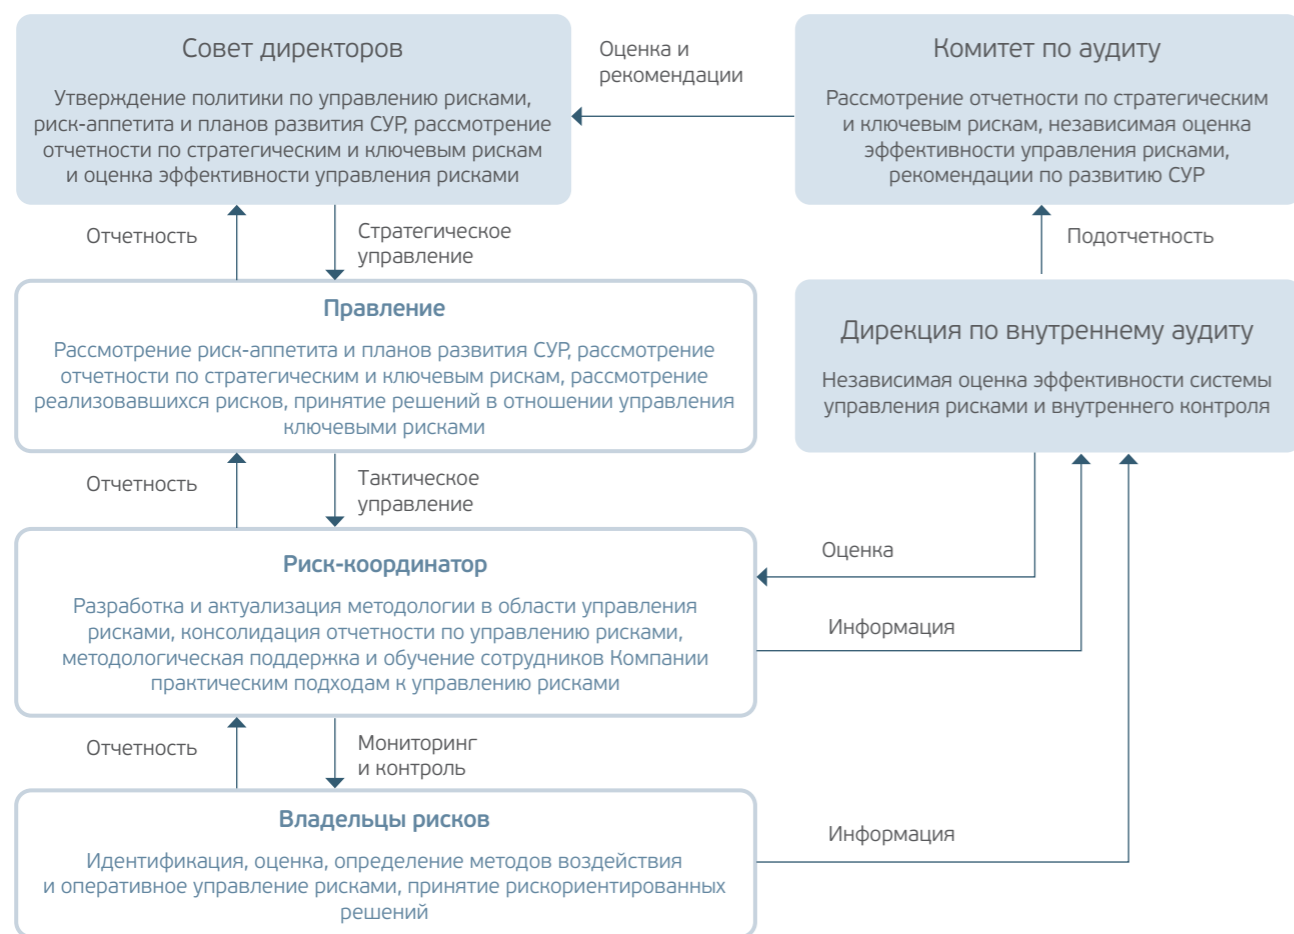 Совет директоров
Утверждение политики по управлению рисками,
риск-аппетита и планов развития СУР, рассмотрение
отчетности по стратегическим и ключевым рискам
и оценка эффективности управления рисками
Оценка и
рекомендации
Комитет по аудиту
Рассмотрение отчетности по стратегическим
и ключевым рискам, независимая оценка
эффективности управления рисками,
рекомендации по развитию СУР
Отчетность
Стратегическое
управление
Подотчетность
Правление
Рассмотрение риск-аппетита и планов развития СУР, рассмотрение
отчетности по стратегическим и ключевым рискам, рассмотрение
реализовавшихся рисков, принятие решений в отношении управления
ключевыми рисками
Дирекция по внутреннему аудиту
Независимая оценка эффективности системы
управления рисками и внутреннего контроля
Отчетность
Тактическое
управление
Риск-координатор
Разработка и актуализация методологии в области управления
рисками, консолидация отчетности по управлению рисками,
методологическая поддержка и обучение сотрудников Компании
практическим подходам к управлению рисками
Оценка
Информация
Отчетность
Мониторинг
и контроль
Владельцы рисков
Идентификация, оценка, определение методов воздействия
и оперативное управление рисками, принятие рискориентированных
решений
Информация